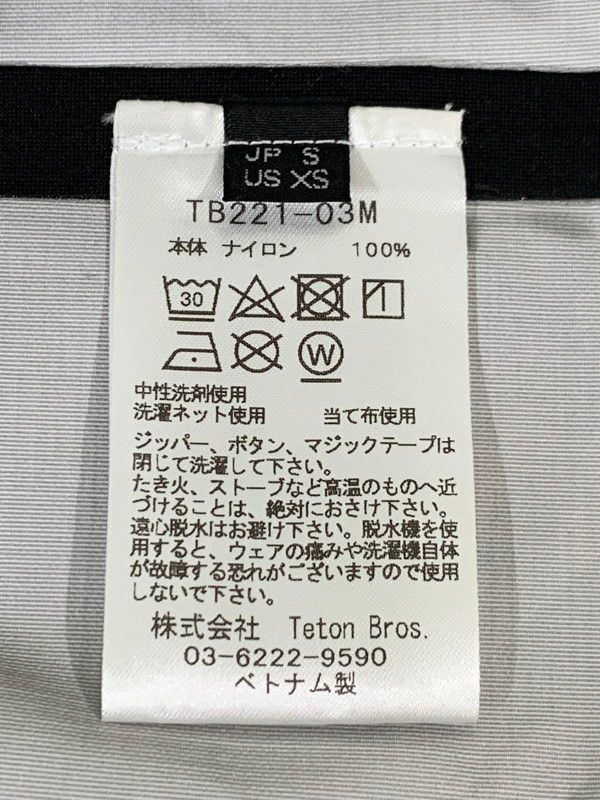 JP S
US XS
TB221-03M
本体 ナイロン 100%
30
W
中性洗剤使用
洗濯ネット使用 当て布使用
ジッパー、ボタン、マジックテープは
閉じて洗濯して下さい。
たき火、ストーブなど高温のものへ近
づけることは、絶対におさけ下さい。
遠心脱水はお避け下さい。脱水機を使
用すると、ウェアの痛みや洗濯機自体
が故障する恐れがございますので使用
しないで下さい。
株式会社 Teton Bros.
03-6222-9590
ベトナム製